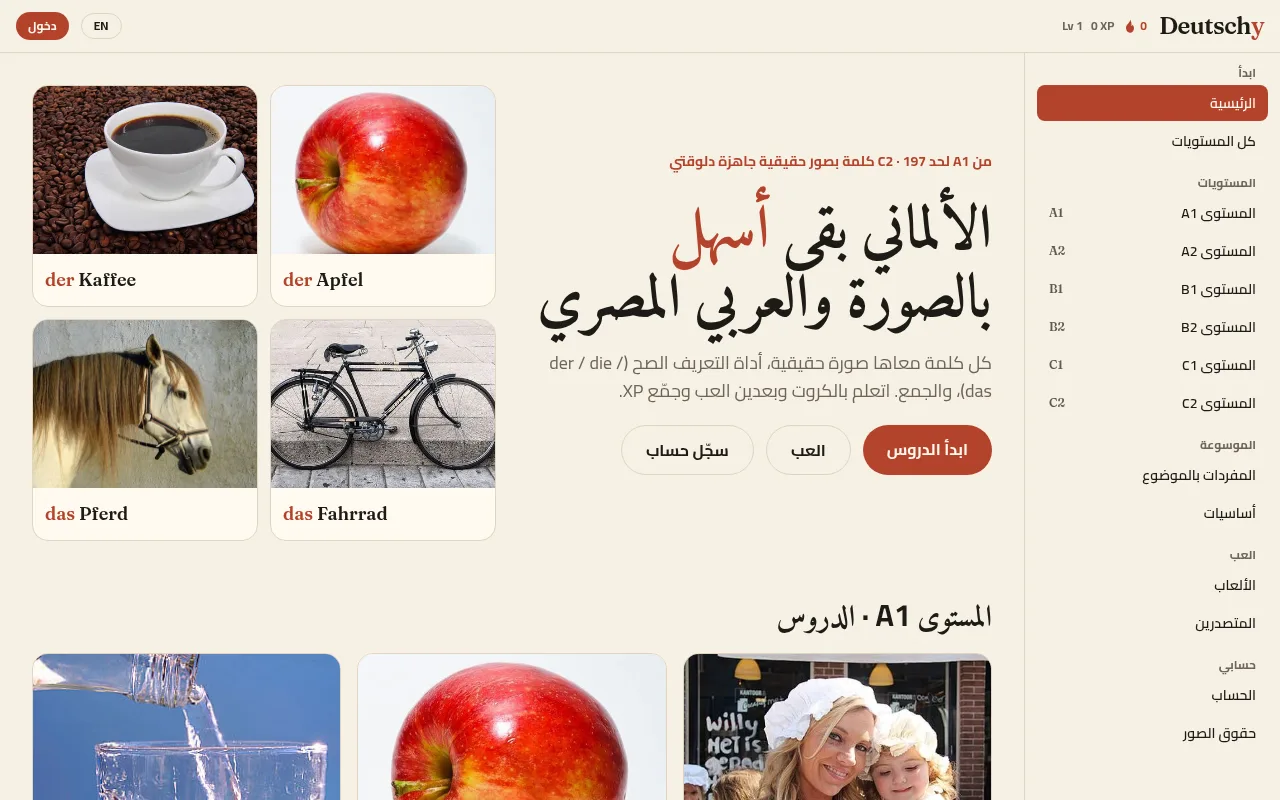 Deutschy
0
0 XP
Lv 1
EN
دخول
ابدأ
الرئيسية
كل المستويات
المستويات
المستوى A1
A1
المستوى A2
A2
المستوى B1
B1
المستوى B2
B2
المستوى C1
C1
المستوى C2
C2
الموسوعة
المفردات بالموضوع
أساسيات
العب
الألعاب
المتصدرين
حسابي
الحساب
حقوق الصور
من A1 لحد C2 · 197 كلمة بصور حقيقية جاهزة دلوقتي
الألماني بقى أسهل
بالصورة والعربي المصري
كل كلمة معاها صورة حقيقية، أداة التعريف الصح (der / die /
das)، والجمع. اتعلم بالكروت وبعدين العب وجمّع XP.
ابدأ الدروس
العب
سجّل حساب
der Apfel
der Kaffee
das Fahrrad
das Pferd
المستوى A1 · الدروس
KANTOOR
willy
HeT is